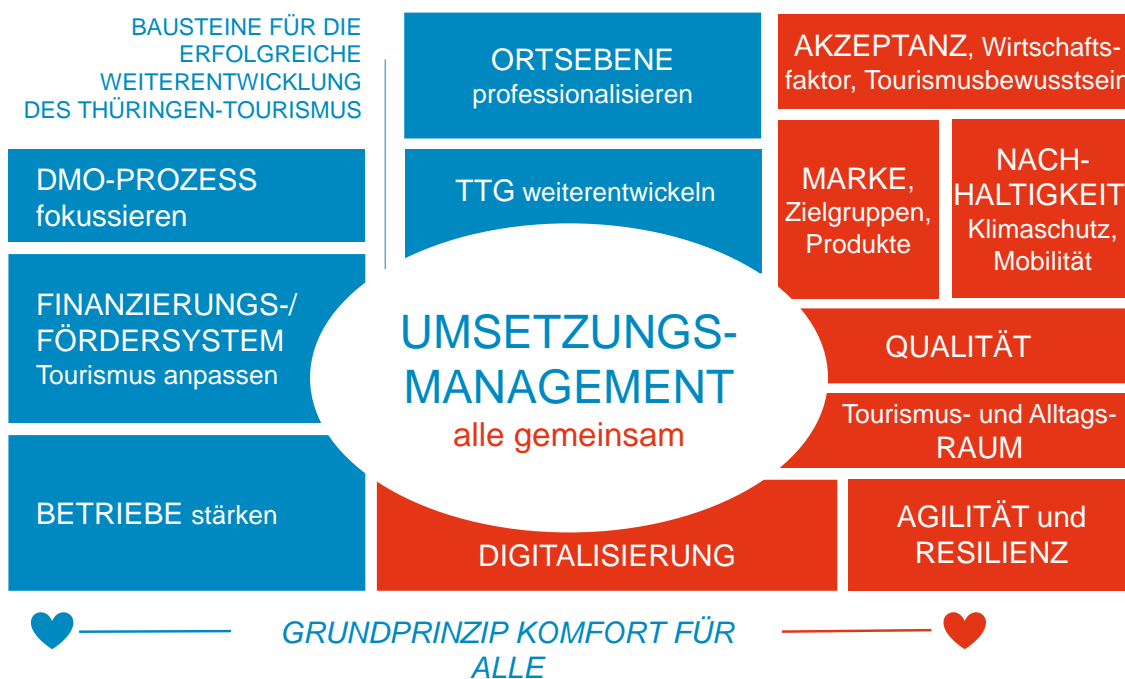 BAUSTEINE FÜR DIE
ERFOLGREICHE
WEITERENTWICKLUNG
DES THÜRINGEN-TOURISMUS
DMO-PROZESS
fokussieren
FINANZIERUNGS-/
FÖRDERSYSTEM
Tourismus anpassen
BETRIEBE stärken
ORTSEBENE
professionalisieren
TTG weiterentwickeln
UMSETZUNGS-
MANAGEMENT
alle gemeinsam
DIGITALISIERUNG
AKZEPTANZ, Wirtschafts-
faktor, Tourismusbewusstsein
MARKE,
Zielgruppen,
Produkte
NACH-
HALTIGKEIT
Klimaschutz,
Mobilität
QUALITÄT
Tourismus- und Alltags-
RAUM
AGILITÄT und
RESILIENZ
GRUNDPRINZIP KOMFORT FÜR
ALLE